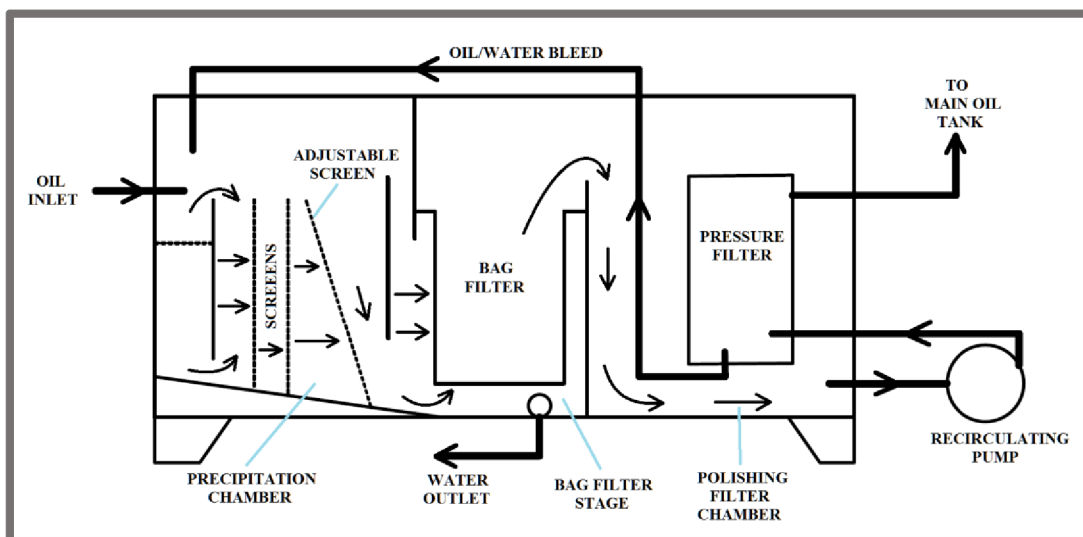 OIL/WATER BLEED
TO
MAIN OIL
TANK
ADJUSTABLE
SCREEN
OIL
INLET
SCREEENS
BAG
FILTER
PRESSURE
FILTER
RECIRCULATING
PUMP
PRECIPITATION
CHAMBER
WATER
OUTLET
BAG FILTER
STAGE
POLISHING
FILTER
CHAMBER